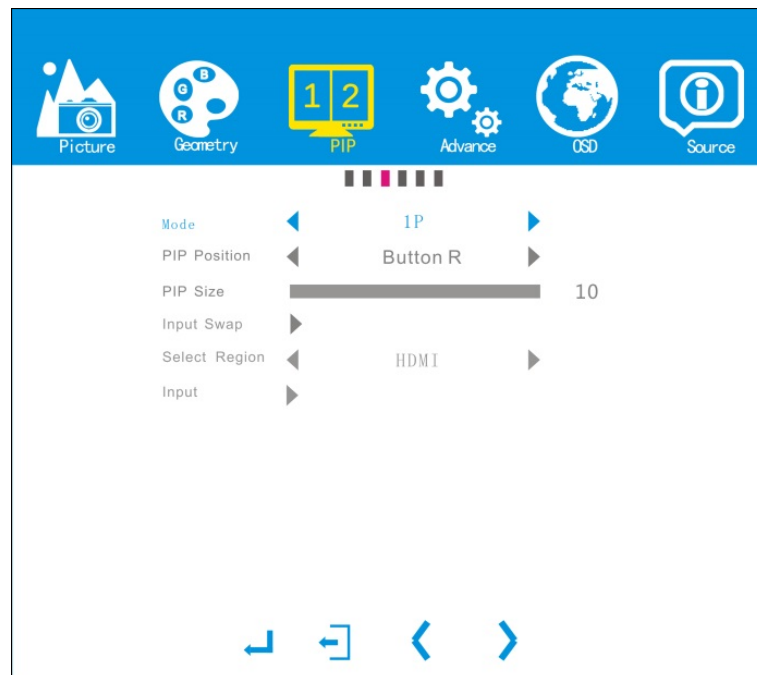 B
G
R
1 2
Picture Geometry PIP Advance OSD Source
Mode 1P
PIP Position Button R
PIP Size 10
Input Swap
Select Region HDMI
Input